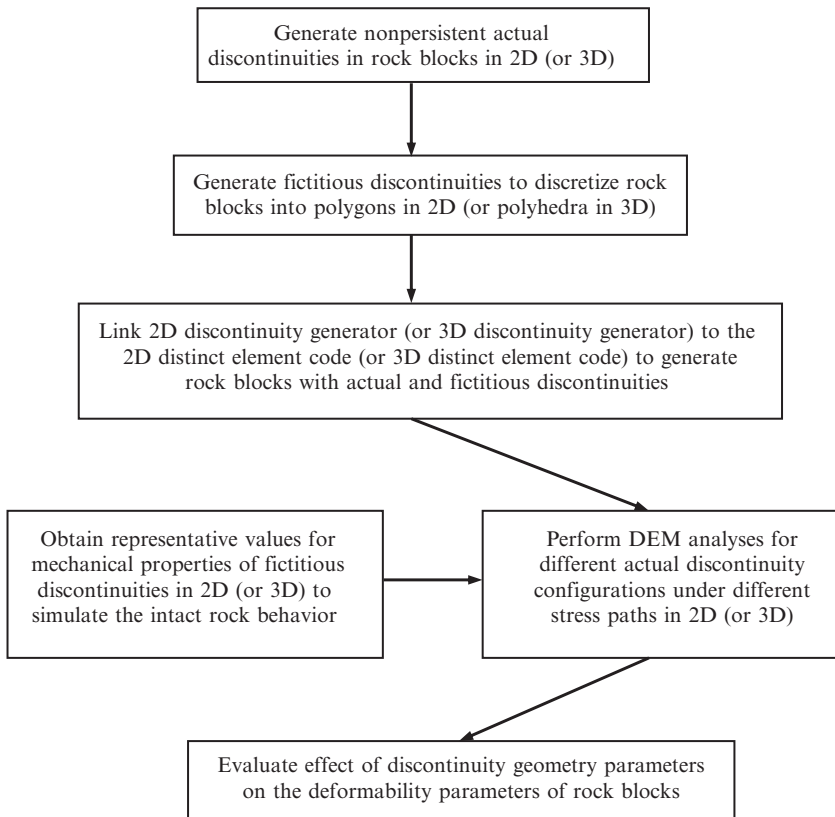 Generate nonpersistent actual
discontinuities in rock blocks in 2D (or 3D)
Generate fictitious discontinuities to discretize rock
blocks into polygons in 2D (or polyhedra in 3D)
Link 2D discontinuity generator (or 3D discontinuity generator) to the
2D distinct element code (or 3D distinct element code) to generate
rock blocks with actual and fictitious discontinuities
Obtain representative values for
mechanical properties of fictitious
discontinuities in 2D (or 3D) to
simulate the intact rock behavior
Perform DEM analyses for
different actual discontinuity
configurations under different
stress paths in 2D (or 3D)
Evaluate effect of discontinuity geometry parameters
on the deformability parameters of rock blocks